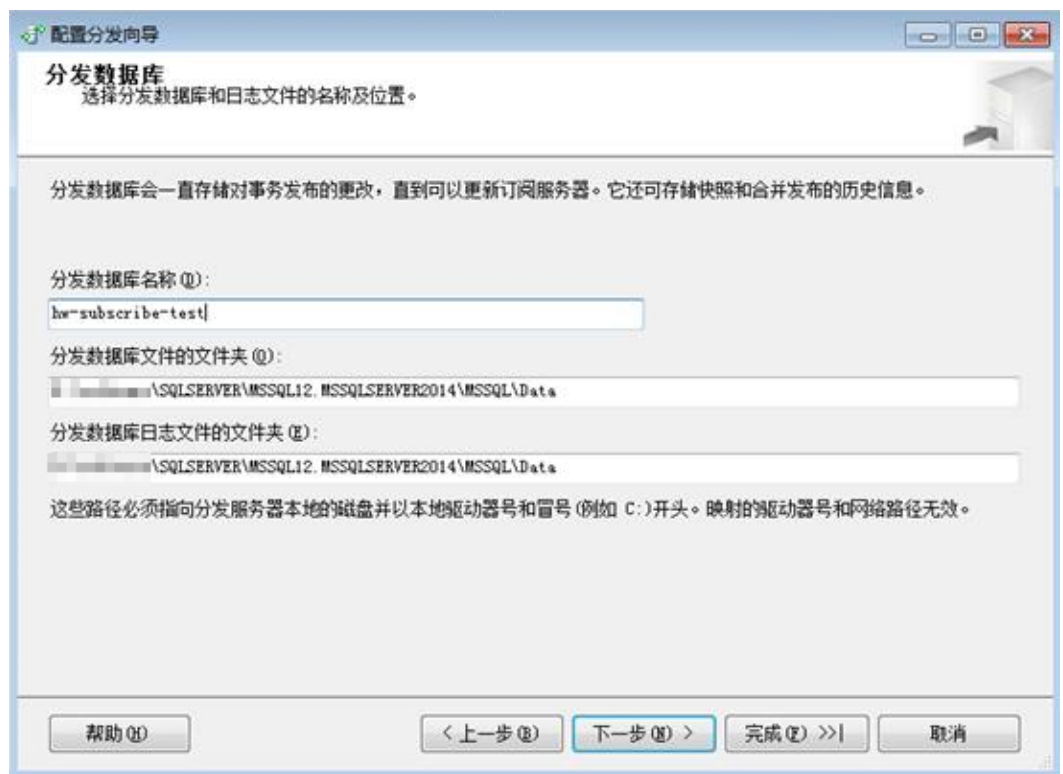 配置分发向导
分发数据库
选择分发数据库和日志文件的名称及位置。
分发数据库会一直存储对事务发布的更改，直到可以更新订阅服务器。它还可存储快照和合并发布的历史信息。
分发数据库名称(D):
hw-subscribe-test
分发数据库文件的文件夹(O):
\SQLSERVER\MSSQL12.MSSQLSERVER2014\MSSQL\Data
分发数据库日志文件的文件夹(E):
\SQLSERVER\MSSQL12.MSSQLSERVER2014\MSSQL\Data
这些路径必须指向分发服务器本地的磁盘并以本地驱动器号和冒号(例如 C:)开头。映射的驱动器号和网络路径无效。
帮助(H) <上一步(B) 下一步(N)> 完成(F) >>| 取消